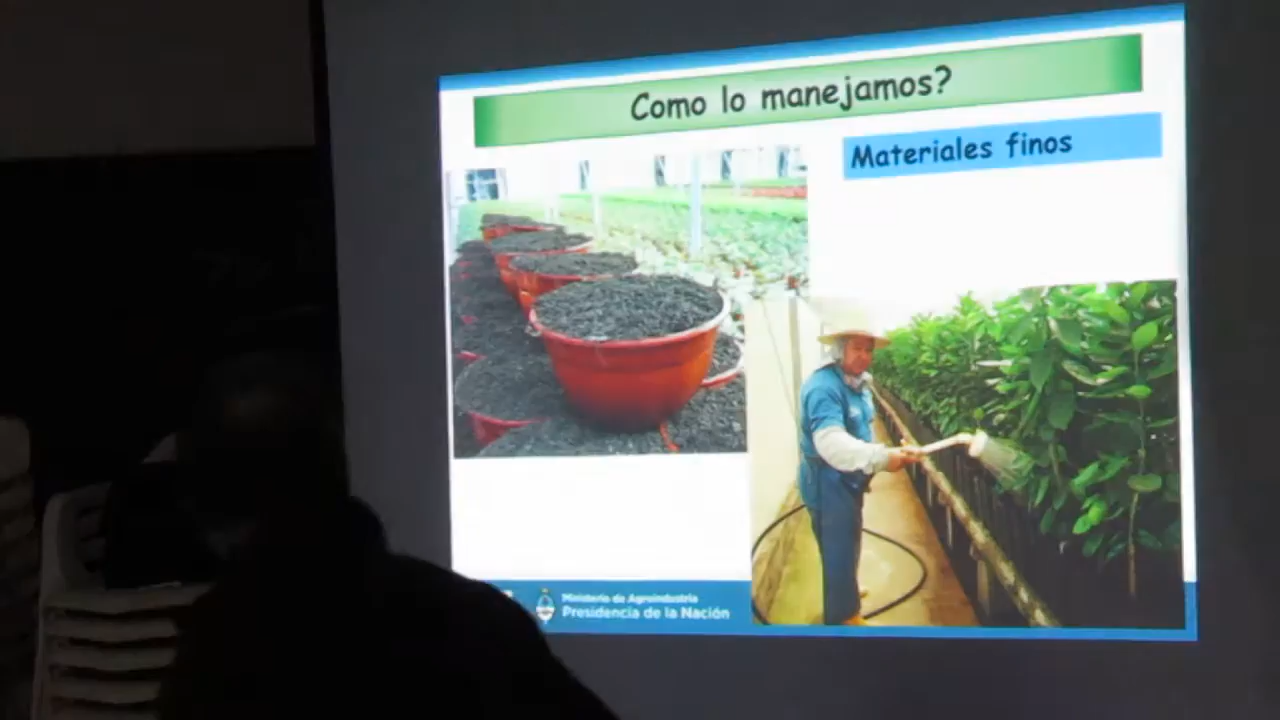 Como lo manejamos?
Materiales finos
Ministerio de Agroindustria
Presidencia de la Nación